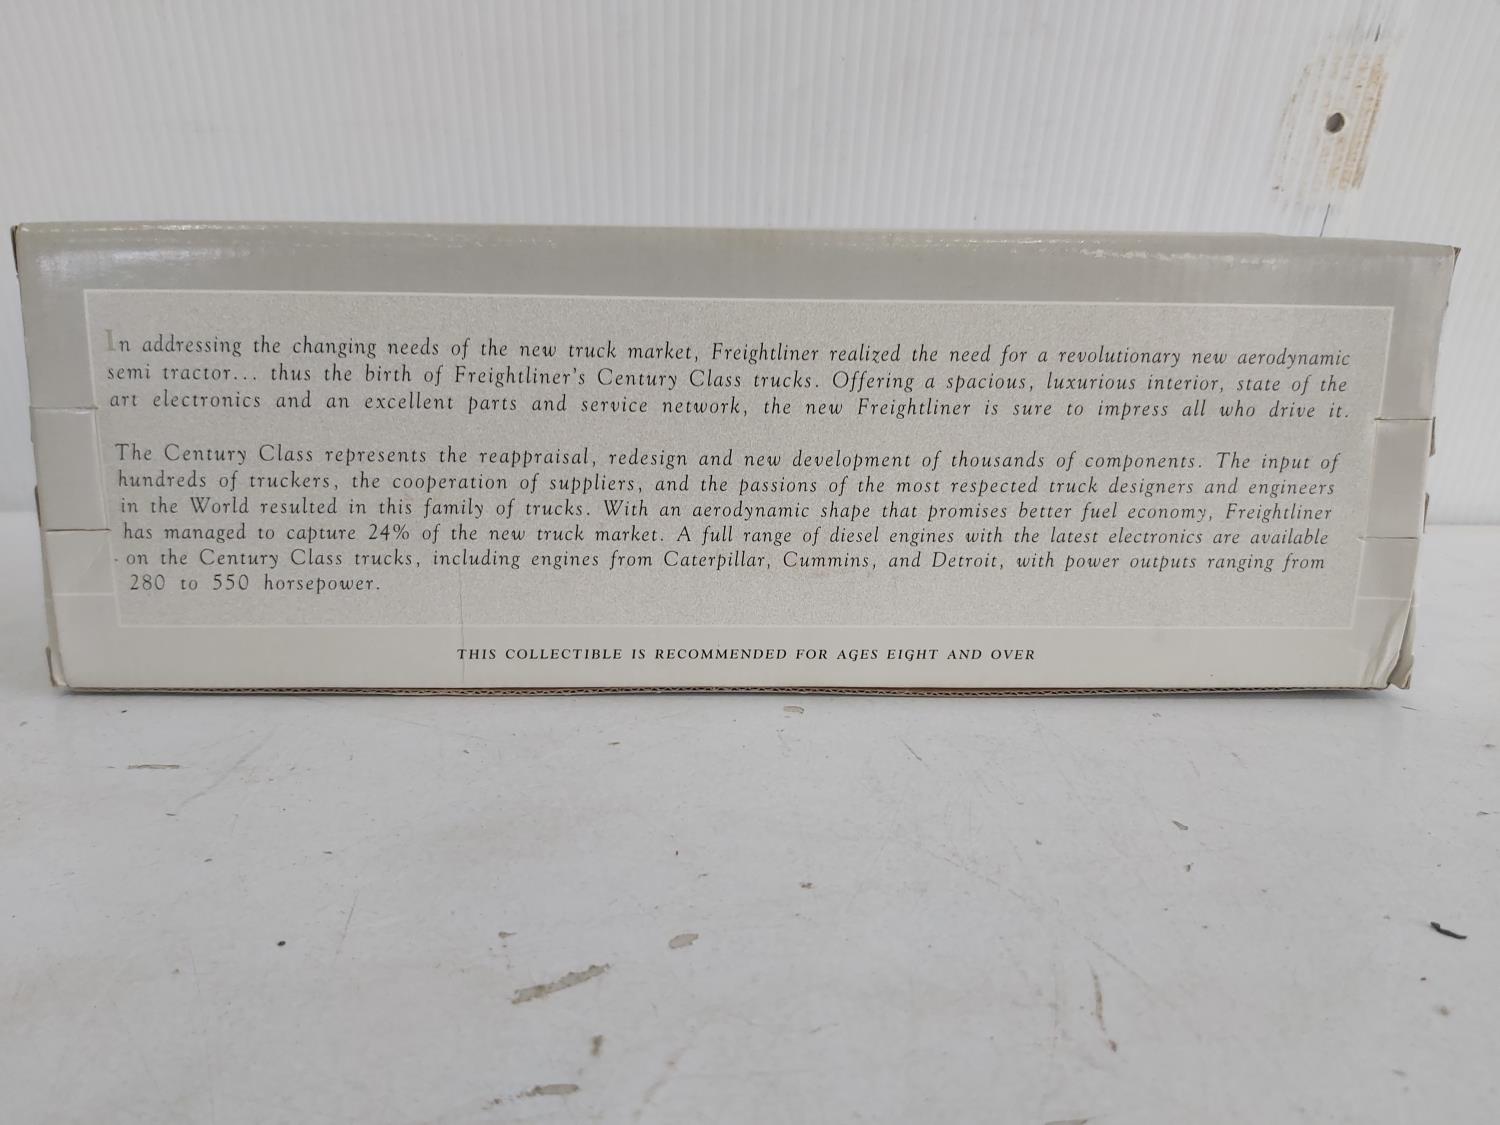 In addressing the changing needs of the new truck market, Freightliner realized the need for a revolutionary new aerodynamic
semi tractor... thus the birth of Freightliner's Century Class trucks. Offering a spacious, luxurious interior, state of the
art electronics and an excellent parts and service network, the new Freightliner is sure to impress all who drive it.
The Century Class represents the reappraisal, redesign and new development of thousands of components. The input of
hundreds of truckers, the cooperation of suppliers, and the passions of the most respected truck designers and engineers
in the World resulted in this family of trucks. With an aerodynamic shape that promises better fuel economy, Freightliner
has managed to capture 24% of the new truck market. A full range of diesel engines with the latest electronics are available
on the Century Class trucks, including engines from Caterpillar, Cummins, and Detroit, with power outputs ranging from
280 to 550 horsepower.
THIS COLLECTIBLE IS RECOMMENDED FOR AGES EIGHT AND OVER